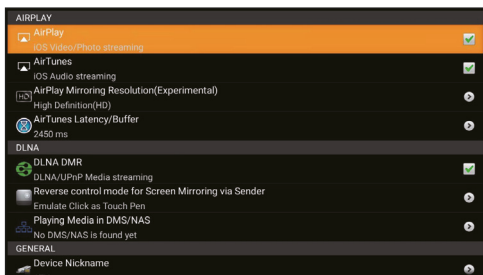 AIRPLAY
AirPlay
iOS Video/Photo streaming
AirTunes
iOS Audio streaming
HD
AirPlay Mirroring Resolution(Experimental)
High Definition(HD)
AirTunes Latency/Buffer
2450 ms
DLNA
DLNA DMR
DLNA/UPnP Media streaming
Reverse control mode for Screen Mirroring via Sender
Emulate Click as Touch Pen
Playing Media in DMS/NAS
No DMS/NAS is found yet
GENERAL
Device Nickname